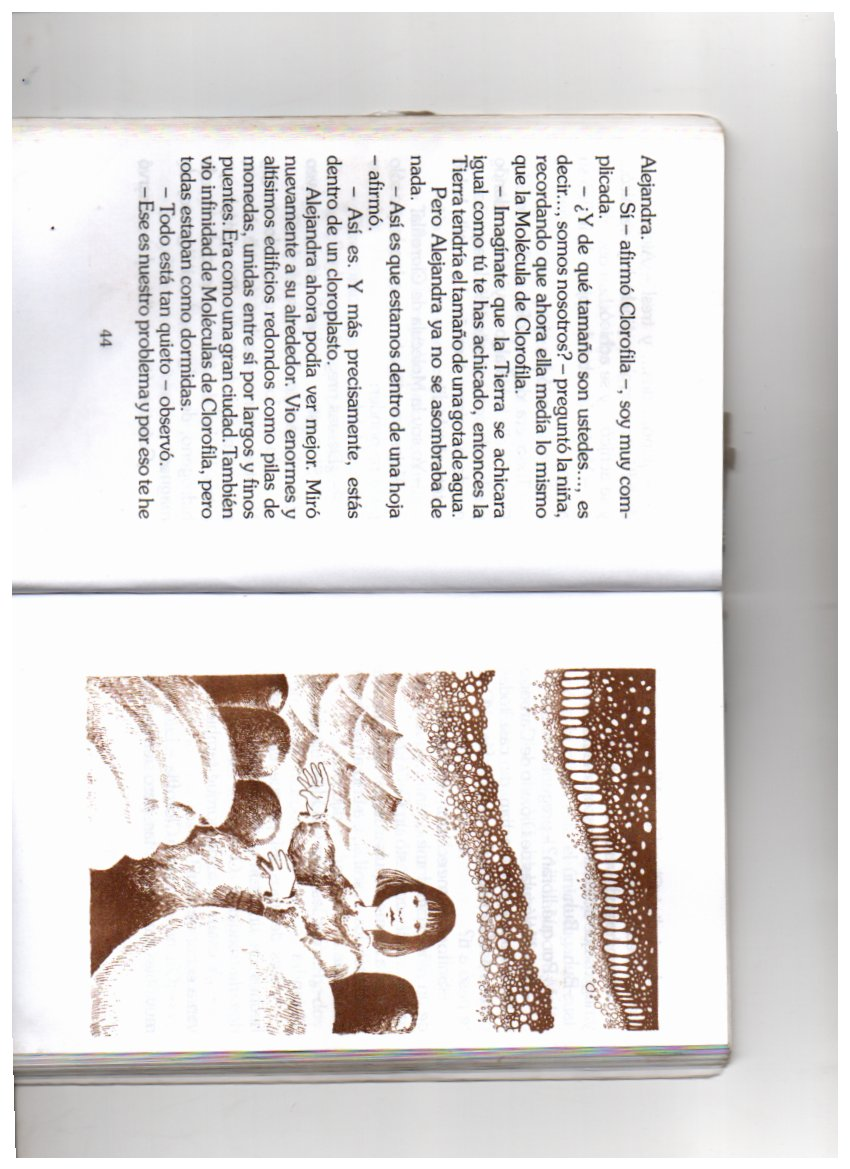 Alejandra.
– Sí – afirmó Clorofila –, soy muy com-
plicada.
– ¿Y de qué tamaño son ustedes..., es
decir..., somos nosotros? – preguntó la niña,
recordando que ahora ella medía lo mismo
que la Molécula de Clorofila.
– Imagínate que la Tierra se achicara
igual como tú te has achicado, entonces la
Tierra tendría el tamaño de una gota de agua.
Pero Alejandra ya no se asombraba de
nada.
– Así es que estamos dentro de una hoja
– afirmó.
– Así es. Y más precisamente, estás
dentro de un cloroplasto.
Alejandra ahora podía ver mejor. Miró
nuevamente a su alrededor. Vio enormes y
altísimos edificios redondos como pilas de
monedas, unidas entre sí por largos y finos
puentes. Era como una gran ciudad. También
vio infinidad de Moléculas de Clorofila, pero
todas estaban como dormidas.
– Todo está tan quieto – observó.
– Ese es nuestro problema y por eso te he
44